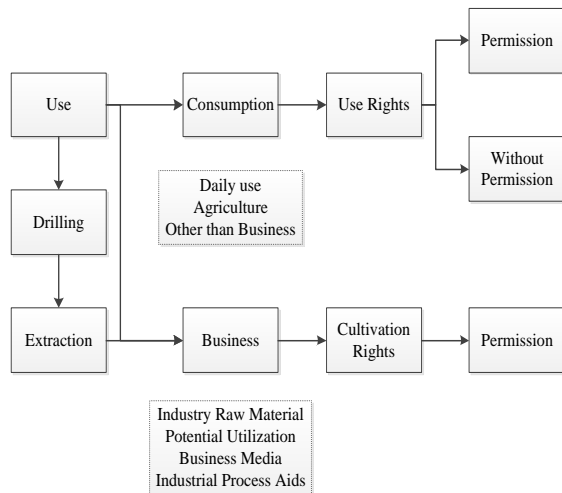 Permission
Use
Consumption
Use Rights
Without
Permission
Daily use
Agriculture
Other than Business
Drilling
Extraction
Business
Cultivation
Rights
Permission
Industry Raw Material
Potential Utilization
Business Media
Industrial Process Aids